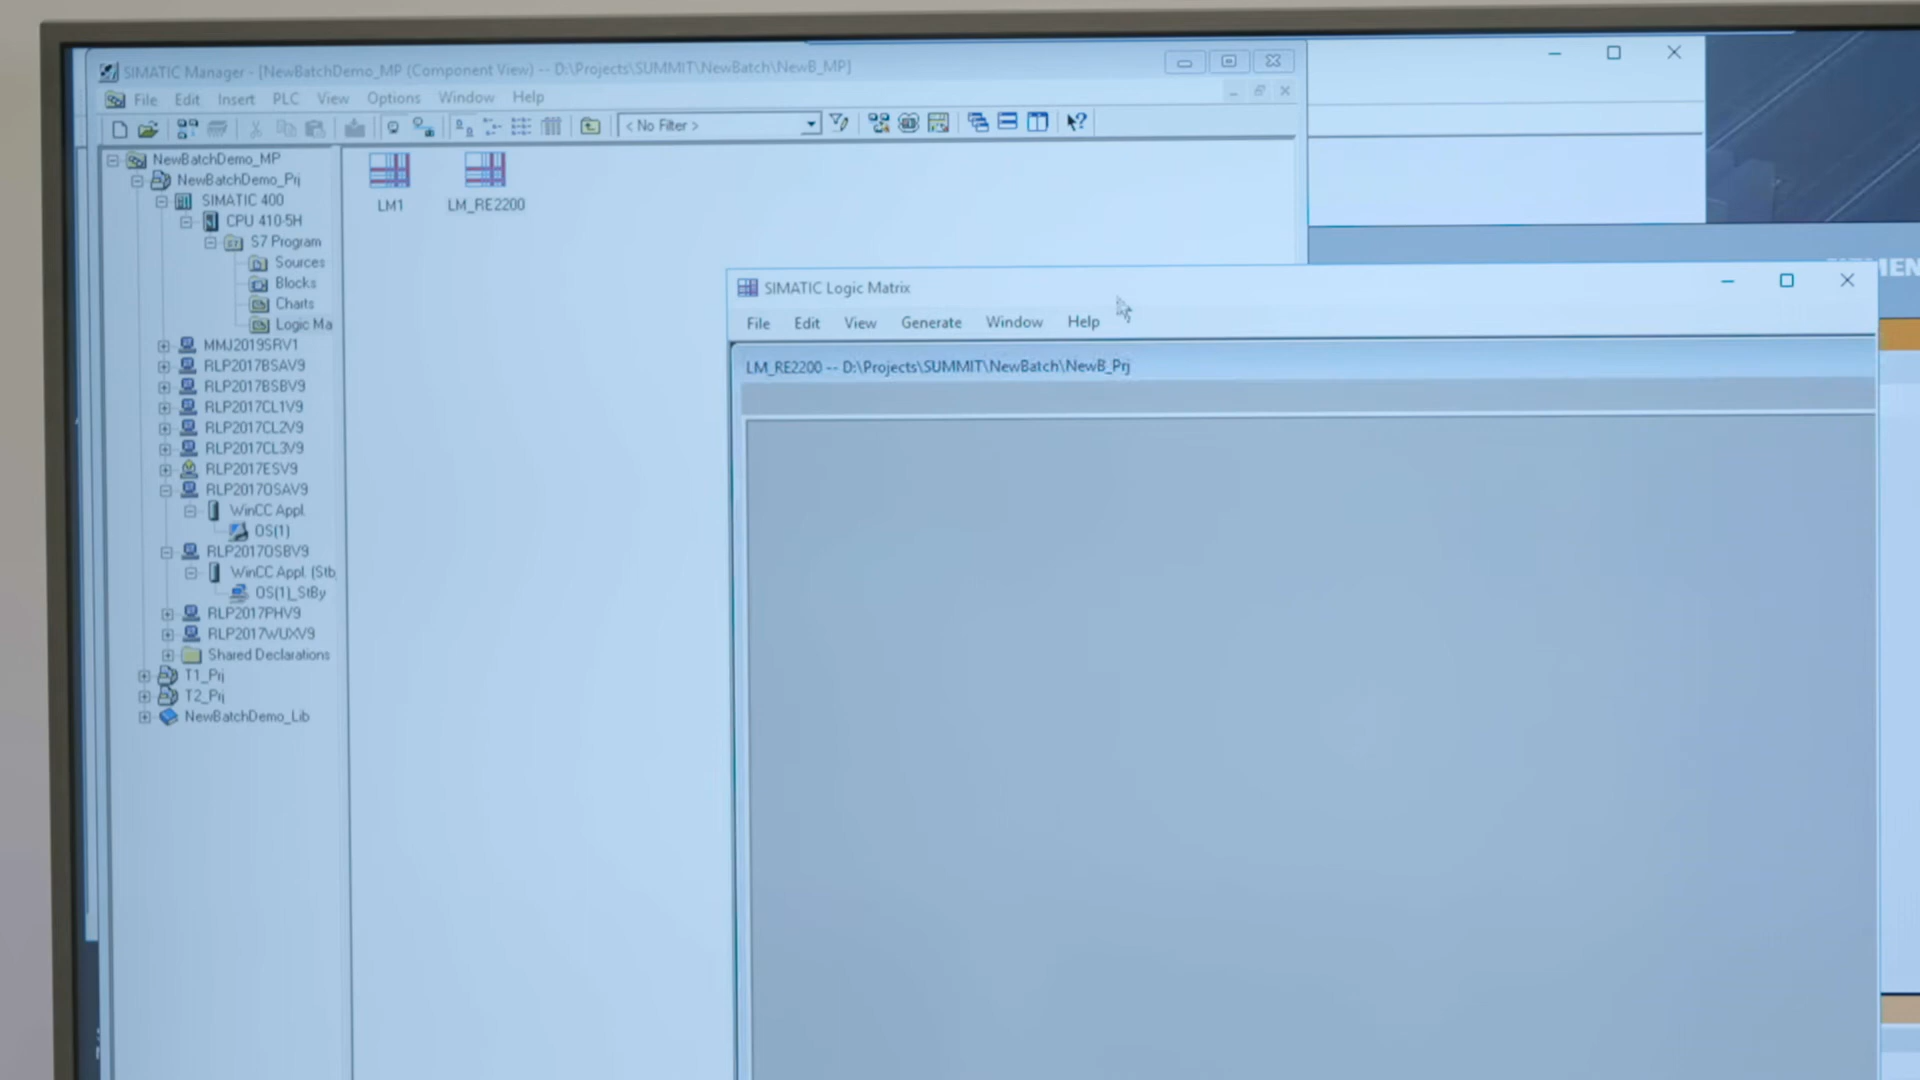 SIMATIC Manager - [NewBatchDemo_MP (Component View) -- D:\Projects\SUMMIT\NewBatch\NewB_MP]
File Edit Insert PLC View Options Window Help
< No Filter >
NewBatchDemo_MP
NewBatchDemo_Prj
SIMATIC 400
CPU 410-5H
S7 Program
Sources
Blocks
Charts
Logic Ma
MMJ2019SRV1
RLP2017BSAV9
RLP2017BSBV9
RLP2017CL1V9
RLP2017CL2V9
RLP2017CL3V9
RLP2017ESV9
RLP2017OSAV9
WinCC Appl.
OS(1)
RLP2017OSBV9
WinCC Appl. (Stb
OS(1)_StBy
RLP2017PHV9
RLP2017WUXV9
Shared Declarations
T1_Prj
T2_Prj
NewBatchDemo_Lib
LM1
LM_RE2200
SIMATIC Logic Matrix
File Edit View Generate Window Help
LM_RE2200 -- D:\Projects\SUMMIT\NewBatch\NewB_Prj